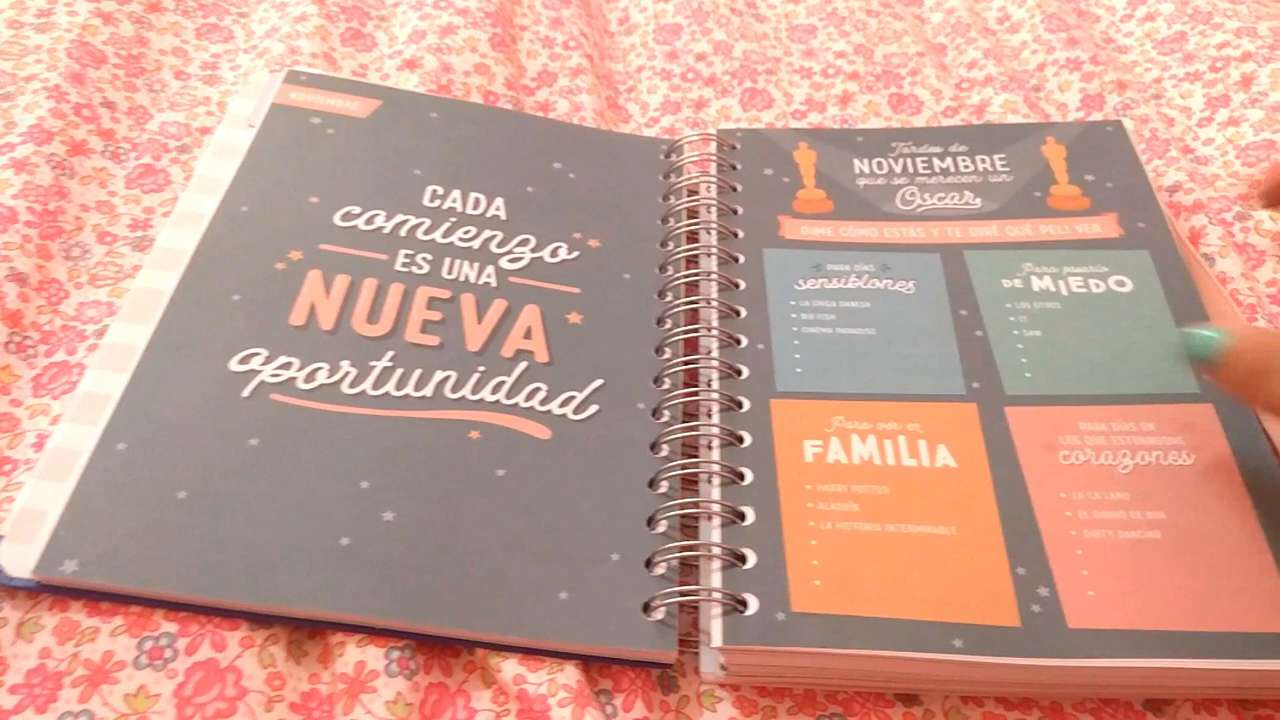 NOVIEMBRE
CADA
comienzo
ES UNA
NUEVA
oportunidad
Tardes de
NOVIEMBRE
que se merecen un
Oscar
DIME CÓMO ESTÁS Y TE DIRÉ QUÉ PELI VER
PARA DÍAS
sensiblones
• LA CHICA DANESA
• BIG FISH
• CINEMA PARADISO
Para pasarlo
DE MIEDO
• LOS OTROS
• IT
• SAW
Para ver en
FAMILIA
• HARRY POTTER
• ALADDÍN
• LA HISTORIA INTERMINABLE
PARA DÍAS EN
LOS QUE ESTORNUDAS
corazones
• LA LA LAND
• EL DIARIO DE NOA
• DIRTY DANCING